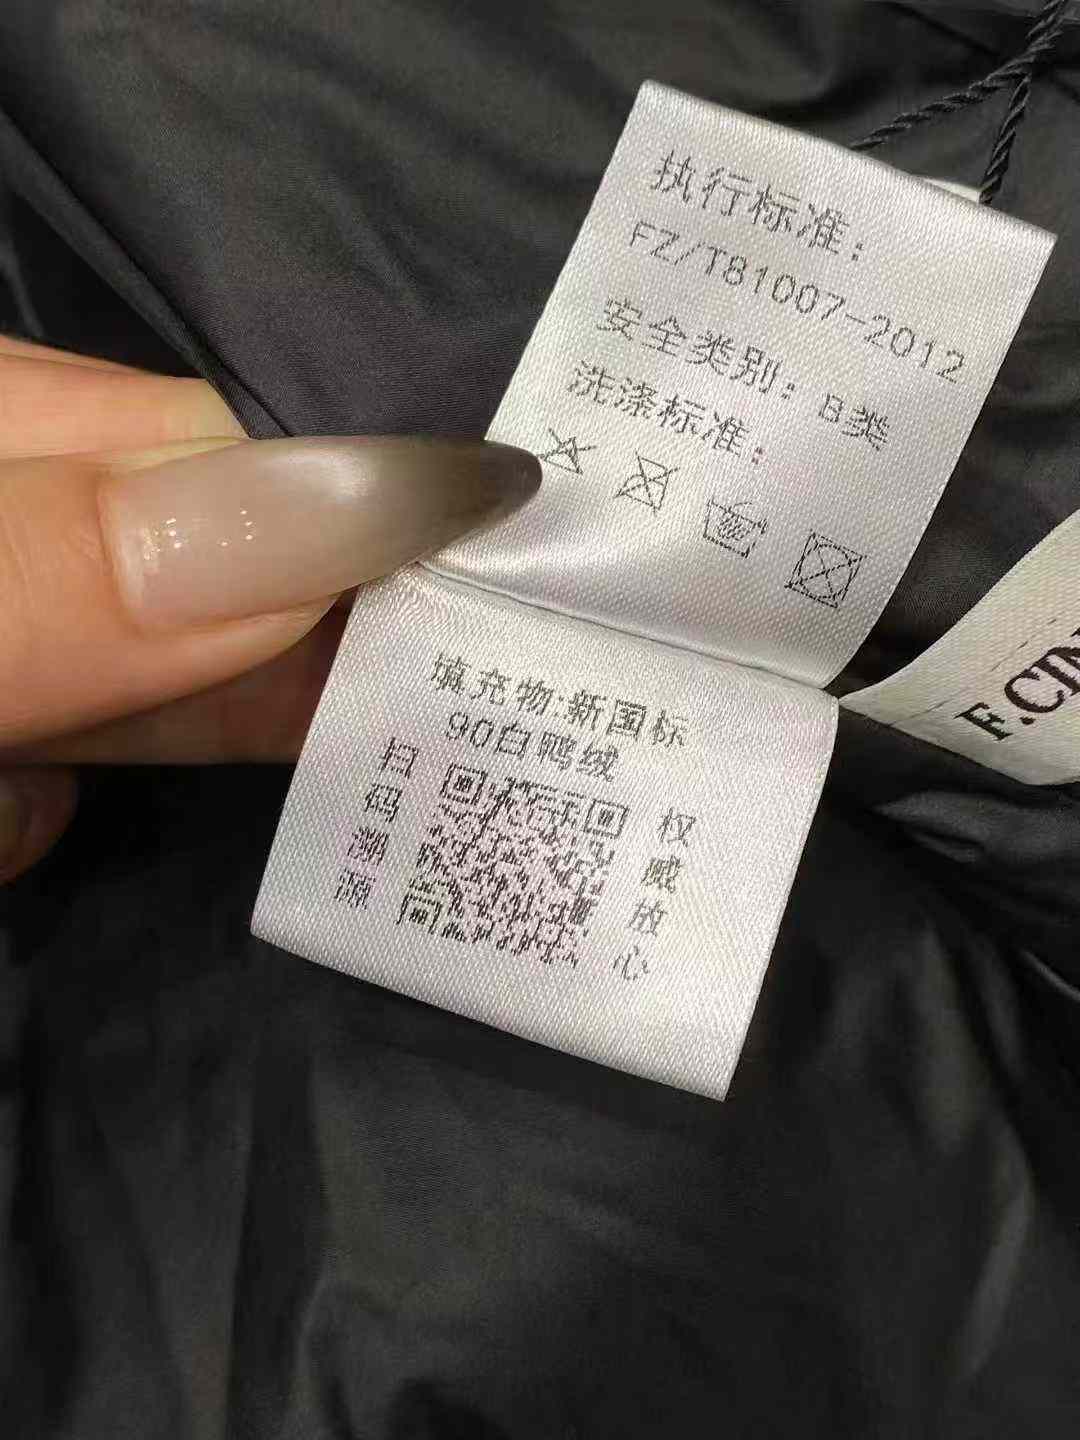 执行标准：
FZ/T81007-2012
安全类别：B类
洗涤标准：
填充物:新国标
90白鸭绒
扫码溯源
权威放心
F.CIN